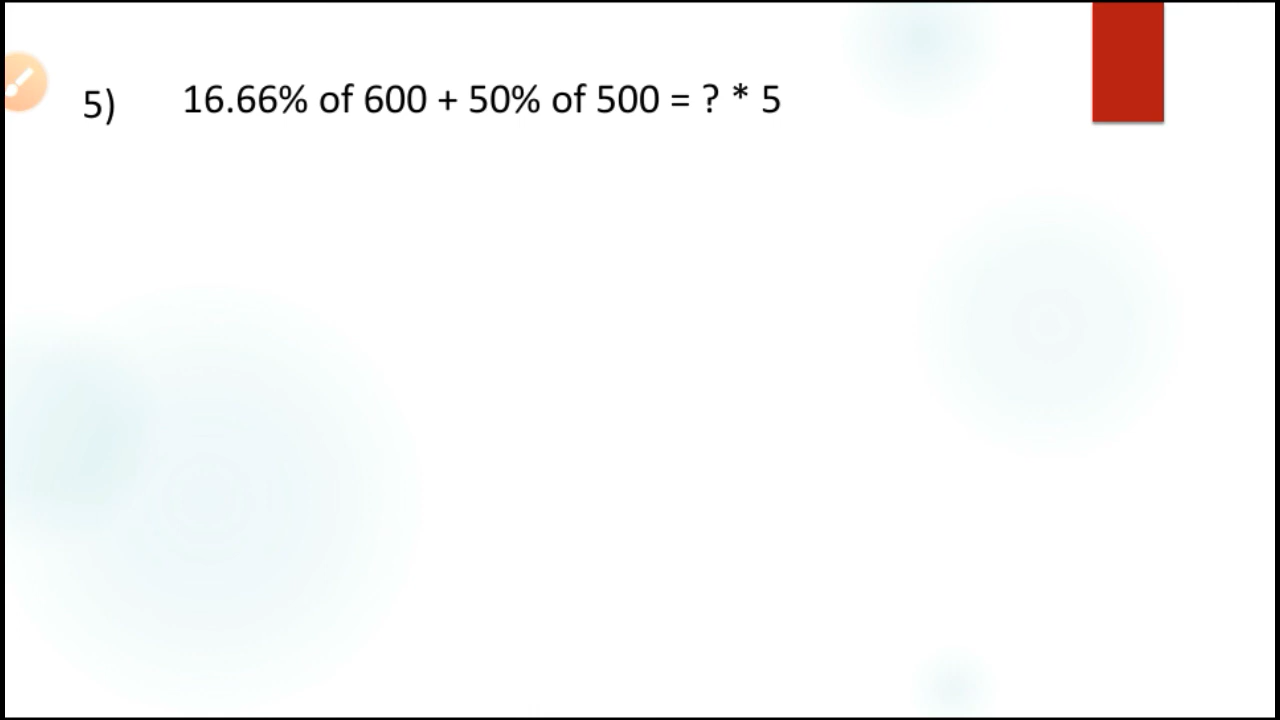 5) 16.66% of 600 + 50% of 500 = ? * 5